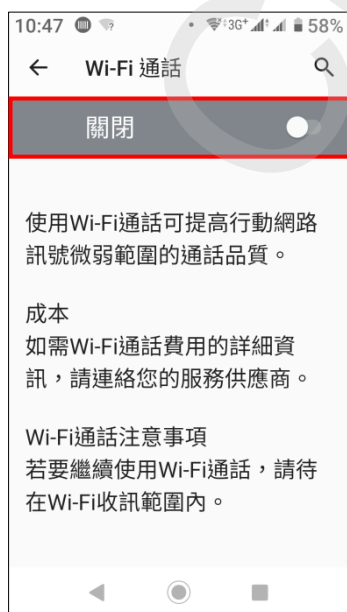 10:47 3G+ 58%
Wi-Fi 通話
關閉
使用Wi-Fi通話可提高行動網路
訊號微弱範圍的通話品質。
成本
如需Wi-Fi通話費用的詳細資
訊，請連絡您的服務供應商。
Wi-Fi通話注意事項
若要繼續使用Wi-Fi通話，請待
在Wi-Fi收訊範圍內。